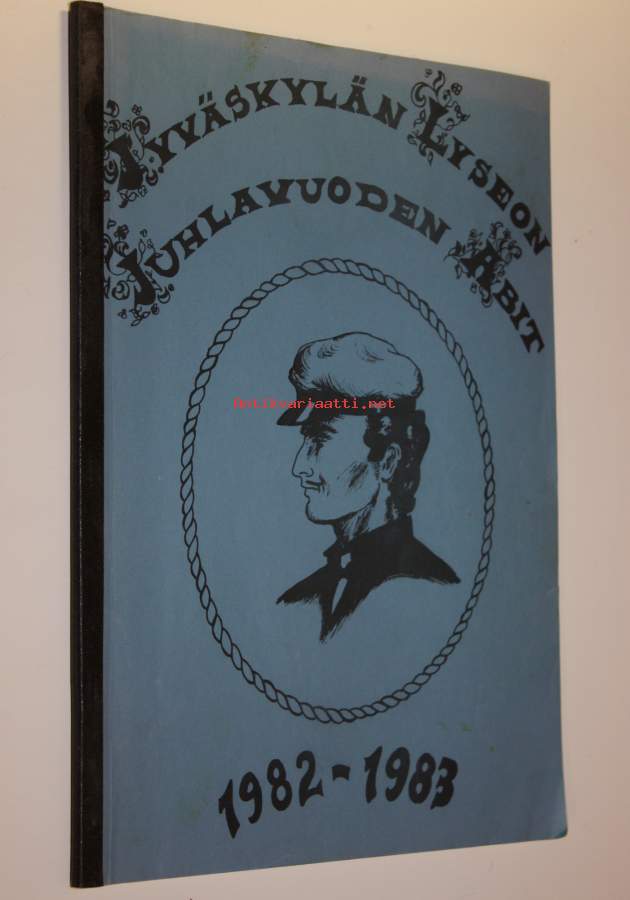 JYVÄSKYLÄN LYSEON
JUHLAVUODEN ABIT
Antikvariaatti.net
1982-1983